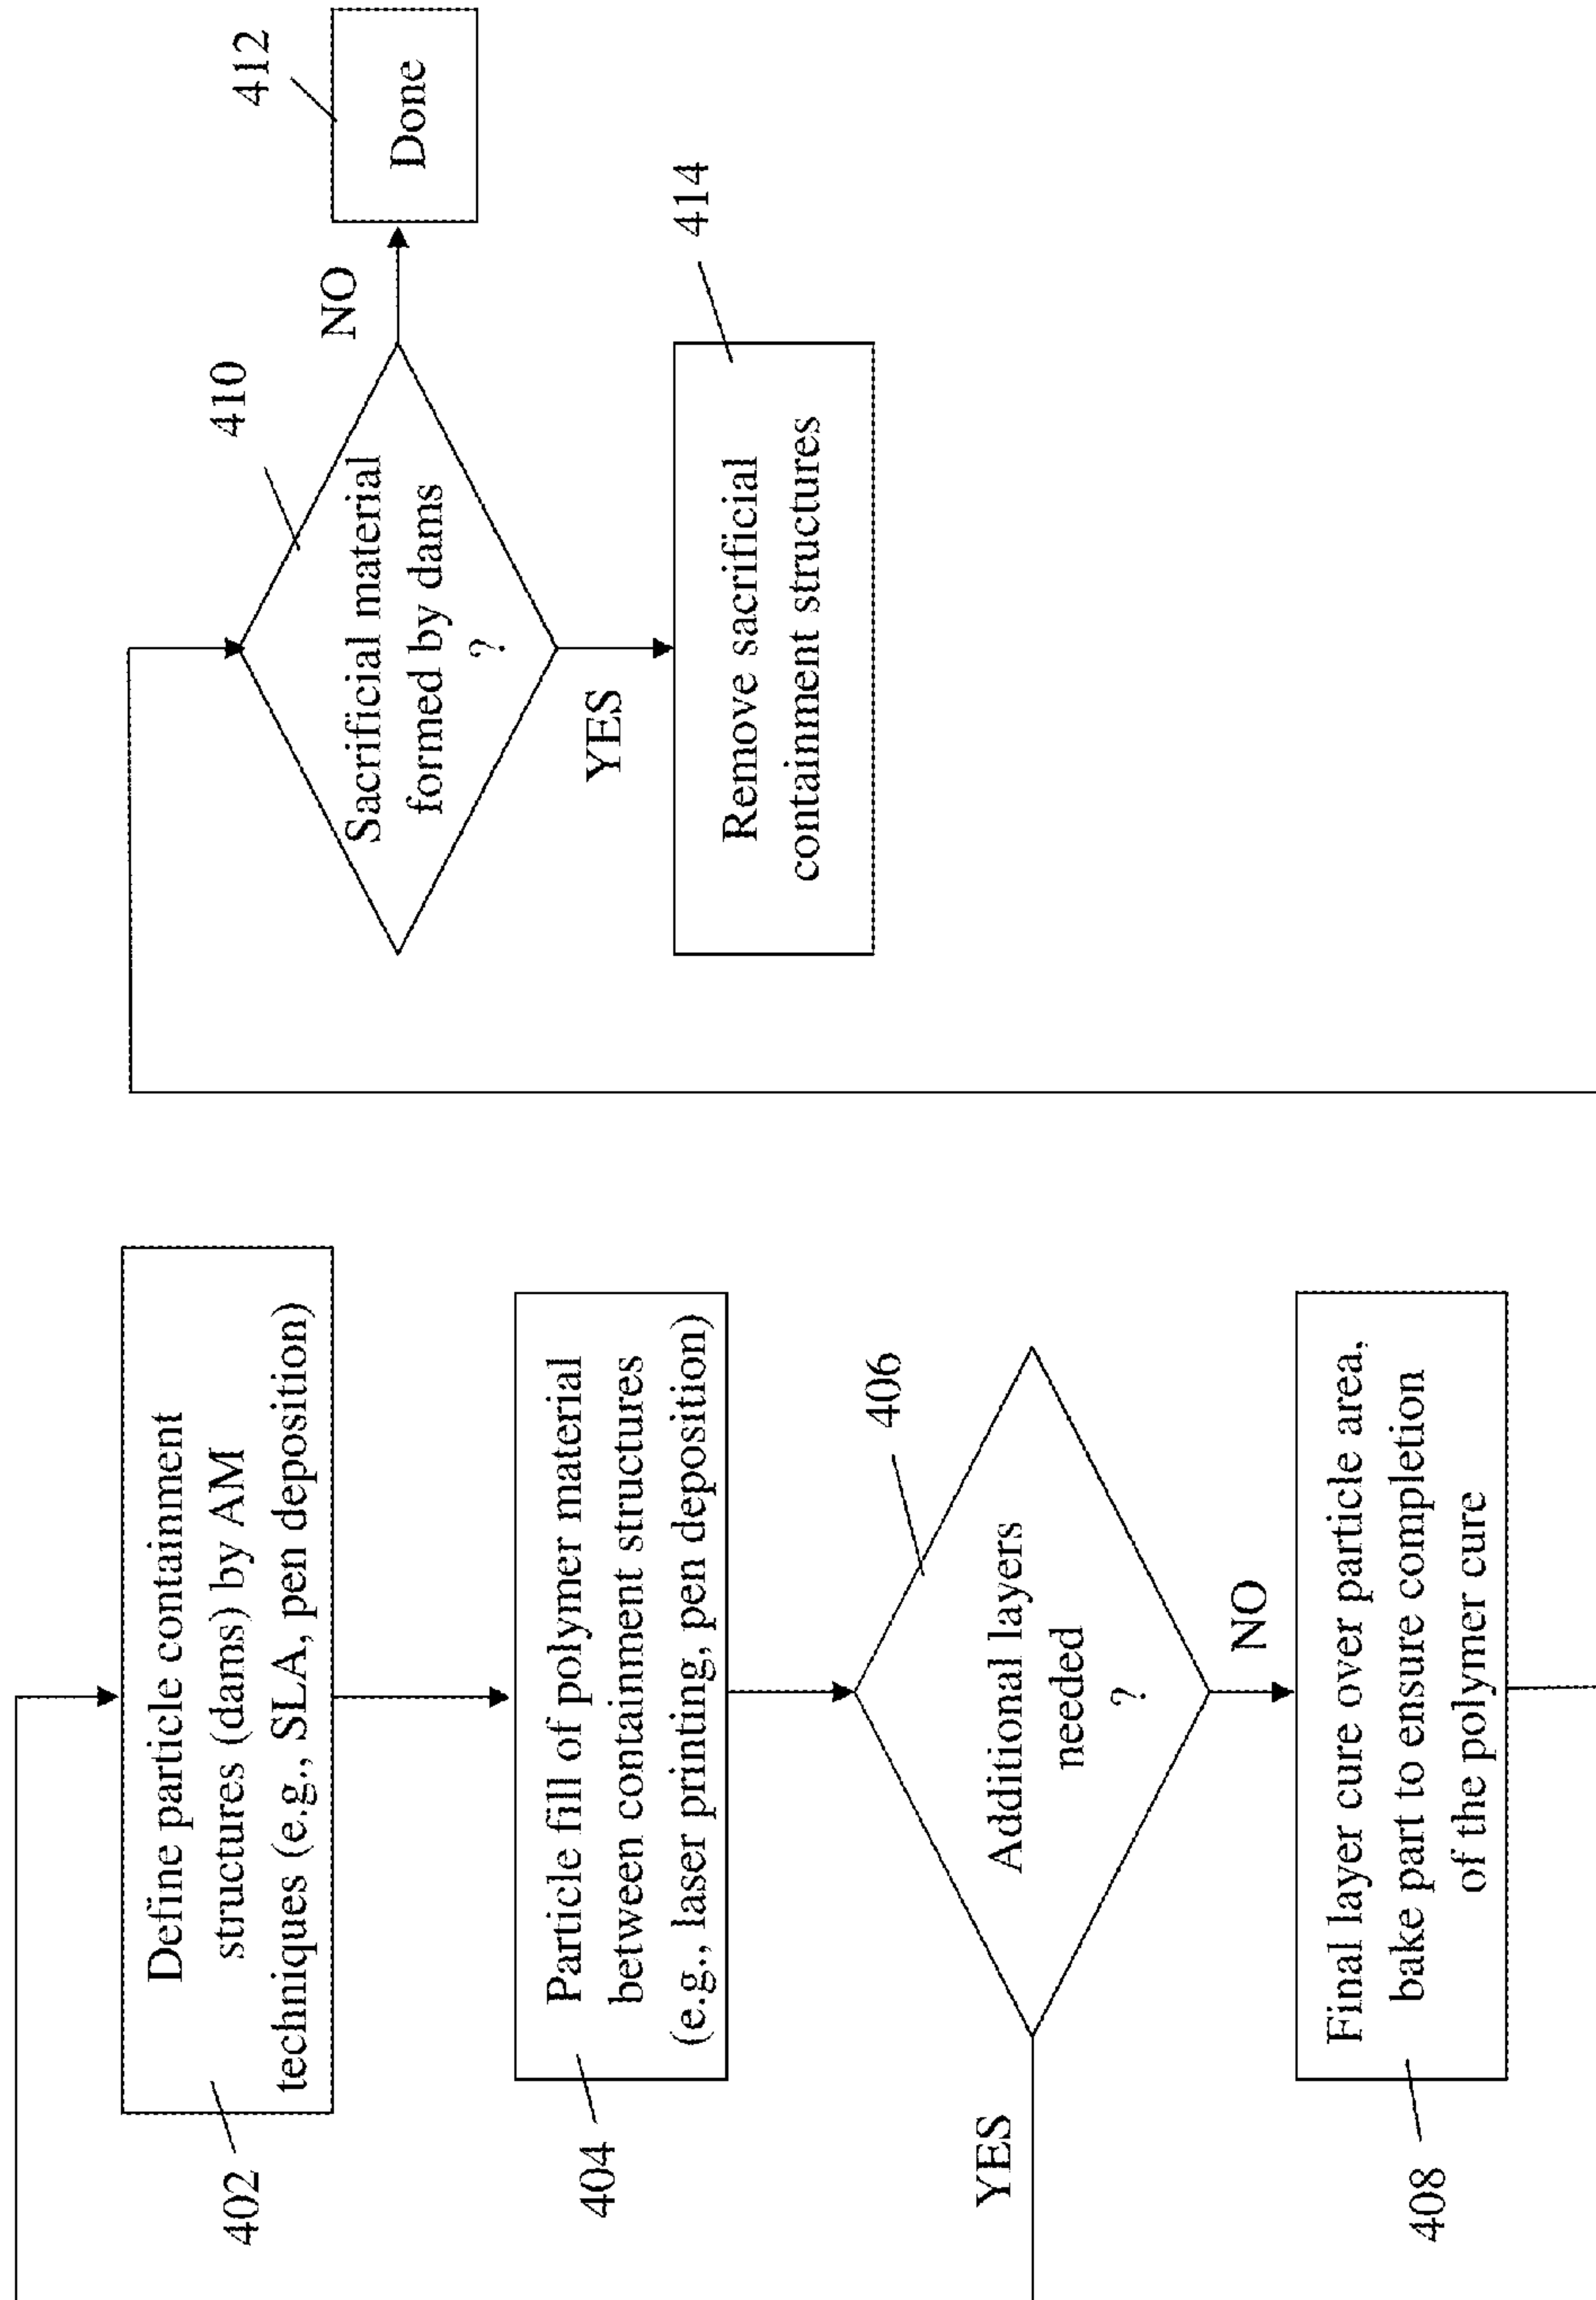 402
Define particle containment
structures (dams) by AM
techniques (e.g., SLA, pen deposition)
404
Particle fill of polymer material
between containment structures
(e.g., laser printing, pen deposition)
406
Additional layers
needed
?
YES
NO
408
Final layer cure over particle area,
bake part to ensure completion
of the polymer cure
410
Sacrificial material
formed by dams
?
NO
412
Done
YES
414
Remove sacrificial
containment structures